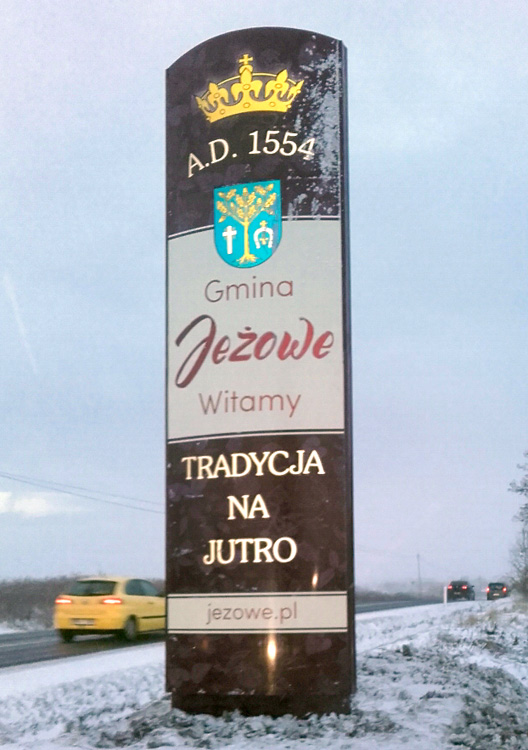 A.D. 1554
Gmina
Jeżowe
Witamy
TRADYCJA
NA
JUTRO
jezowe.pl